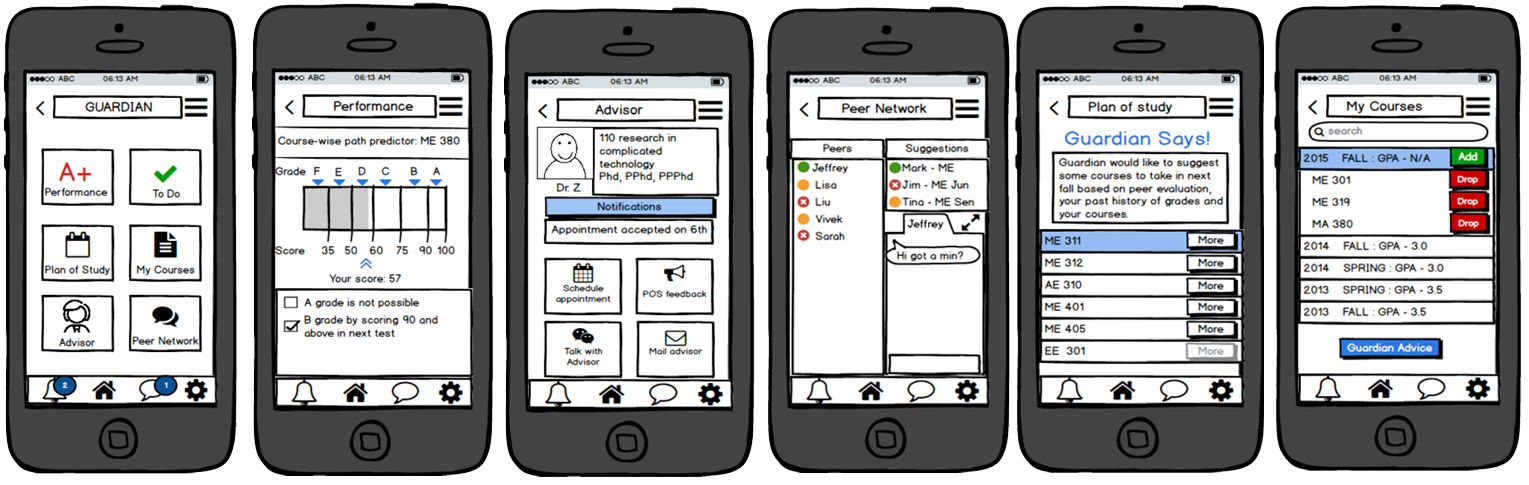 ABC 06:13 AM
GUARDIAN
A+
Performance
To Do
Plan of Study
My Courses
Advisor
Peer Network
2
1
ABC 06:13 AM
Performance
Course-wise path predictor: ME 380
Grade F E D C B A
Score 35 50 60 75 90 100
Your score: 57
A grade is not possible
B grade by scoring 90 and
above in next test
ABC 06:13 AM
Advisor
110 research in
complicated
technology
Phd, PPhd, PPPhd
Dr. Z
Notifications
Appointment accepted on 6th
Schedule
appointment
POS feedback
Talk with
Advisor
Mail advisor
ABC 06:13 AM
Peer Network
Peers
Jeffrey
Lisa
Liu
Vivek
Sarah
Suggestions
Mark - ME
Jim - ME Jun
Tina - ME Sen
Jeffrey
Hi got a min?
ABC 06:13 AM
Plan of study
Guardian Says!
Guardian would like to suggest
some courses to take in next
fall based on peer evaluation,
your past history of grades and
your courses.
ME 311 More
ME 312 More
AE 310 More
ME 401 More
ME 405 More
EE 301 More
ABC 06:13 AM
My Courses
search
2015 FALL : GPA - N/A Add
ME 301 Drop
ME 319 Drop
MA 380 Drop
2014 FALL : GPA - 3.0
2014 SPRING : GPA - 3.0
2013 SPRING : GPA - 3.5
2013 FALL : GPA - 3.5
Guardian Advice